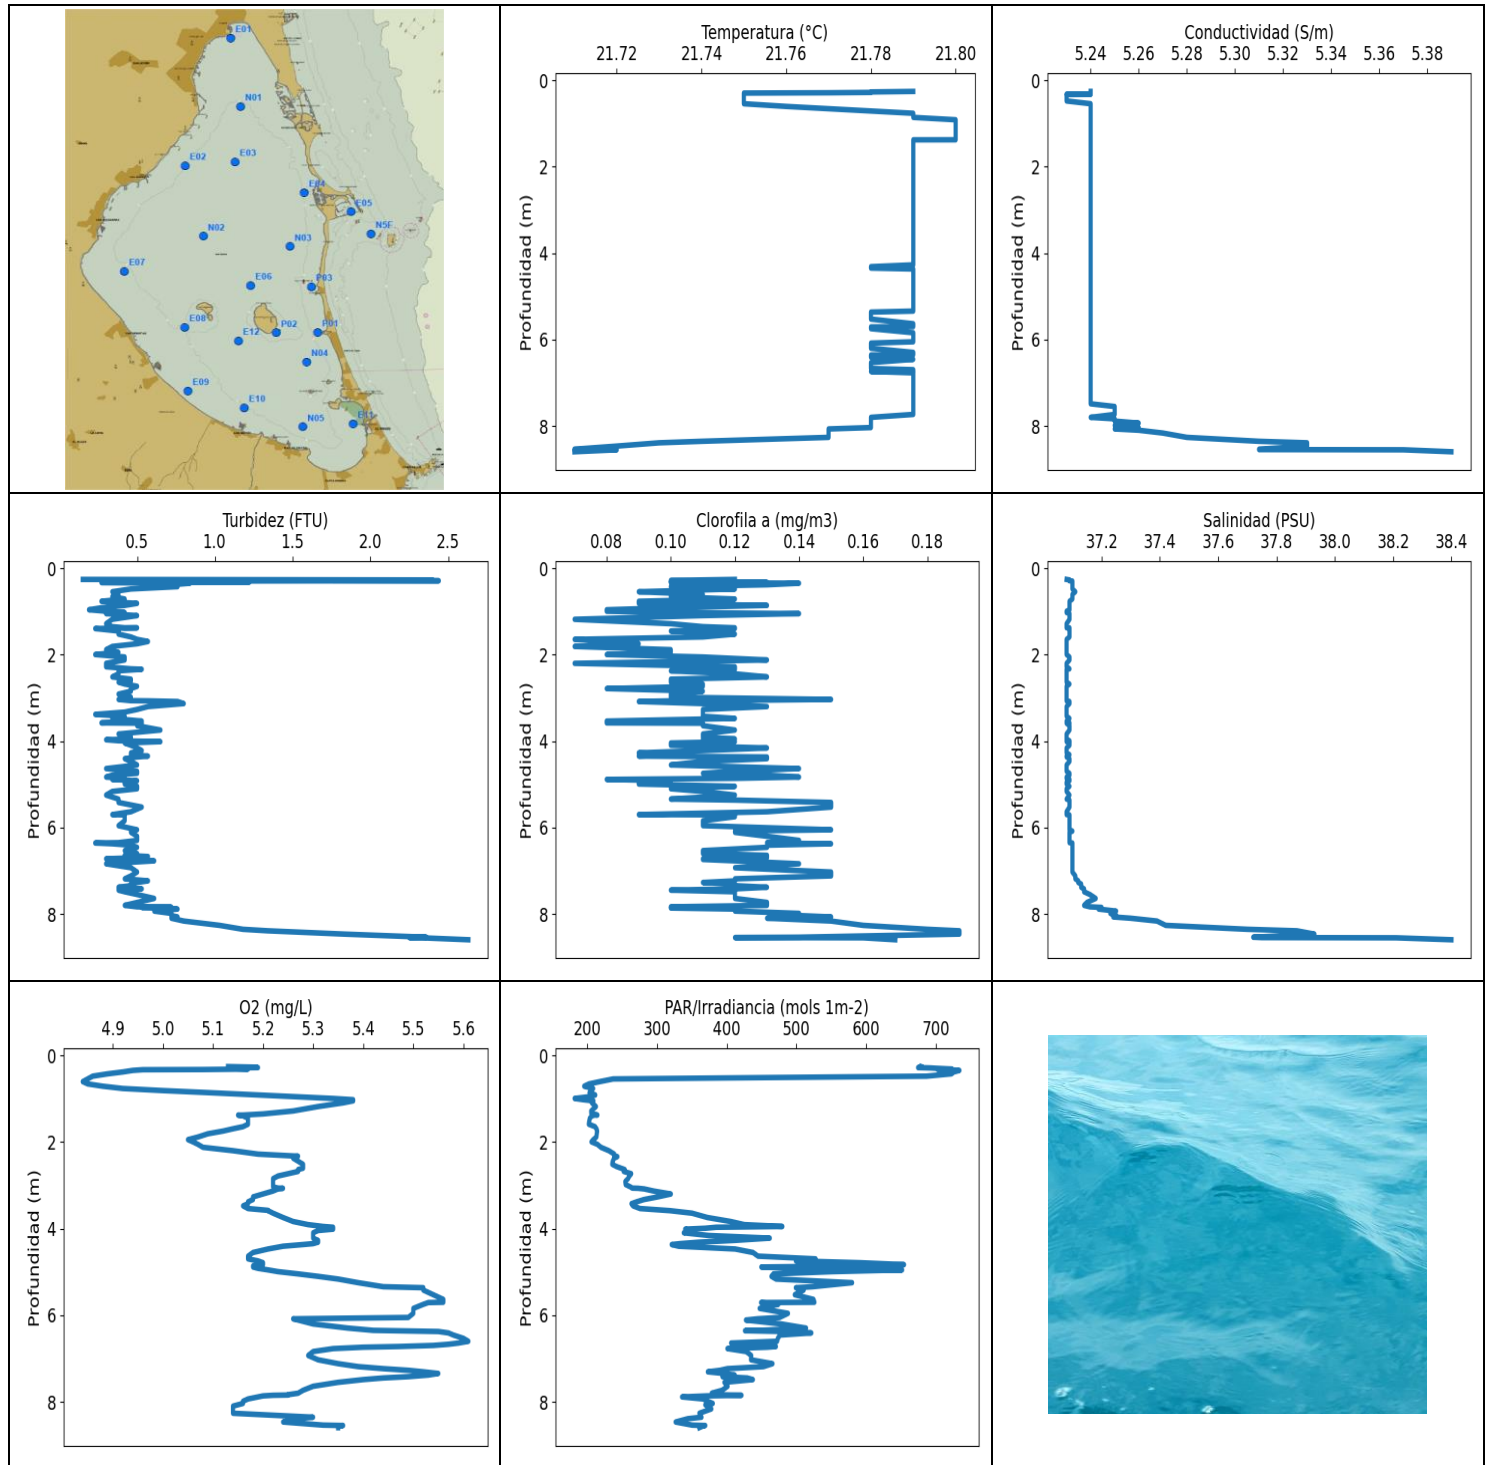 E01
N01
E02
E03
E04
E05
N5F
N02
N03
E07
E06
P03
E08
E12
P02
P01
N04
E09
E10
N05
E11
Temperatura (°C)
21.72 21.74 21.76 21.78 21.80
0
2
4
6
8
Profundidad (m)
Conductividad (S/m)
5.24 5.26 5.28 5.30 5.32 5.34 5.36 5.38
0
2
4
6
8
Profundidad (m)
Turbidez (FTU)
0.5 1.0 1.5 2.0 2.5
0
2
4
6
8
Profundidad (m)
Clorofila a (mg/m3)
0.08 0.10 0.12 0.14 0.16 0.18
0
2
4
6
8
Profundidad (m)
Salinidad (PSU)
37.2 37.4 37.6 37.8 38.0 38.2 38.4
0
2
4
6
8
Profundidad (m)
O2 (mg/L)
4.9 5.0 5.1 5.2 5.3 5.4 5.5 5.6
0
2
4
6
8
Profundidad (m)
PAR/Irradiancia (mols 1m-2)
200 300 400 500 600 700
0
2
4
6
8
Profundidad (m)